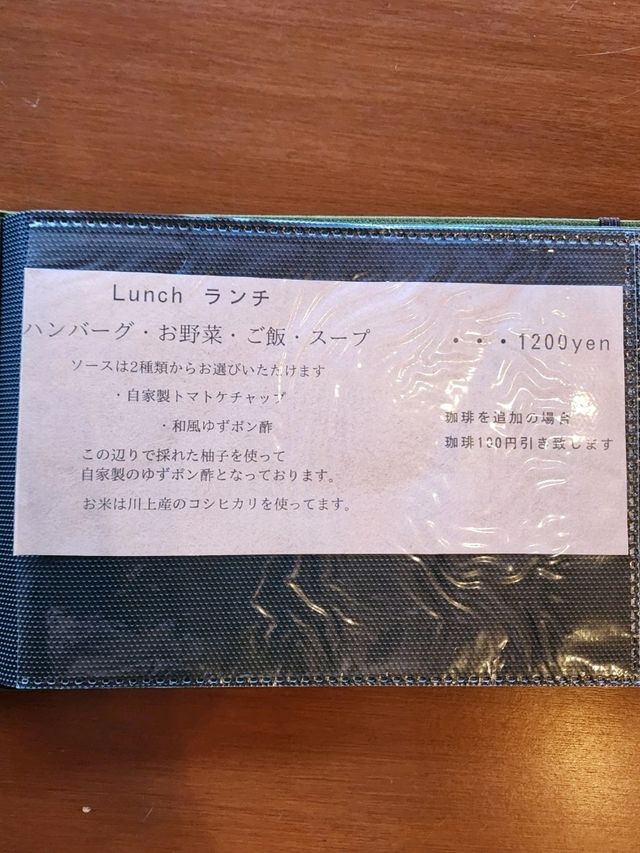 Lunch ランチ
ハンバーグ・お野菜・ご飯・スープ ・・・1200yen
ソースは2種類からお選びいただけます
・自家製トマトケチャップ
・和風ゆずポン酢
この辺りで採れた柚子を使って
自家製のゆずポン酢となっております。
お米は川上産のコシヒカリを使ってます。
珈琲を追加の場合
珈琲100円引き致します